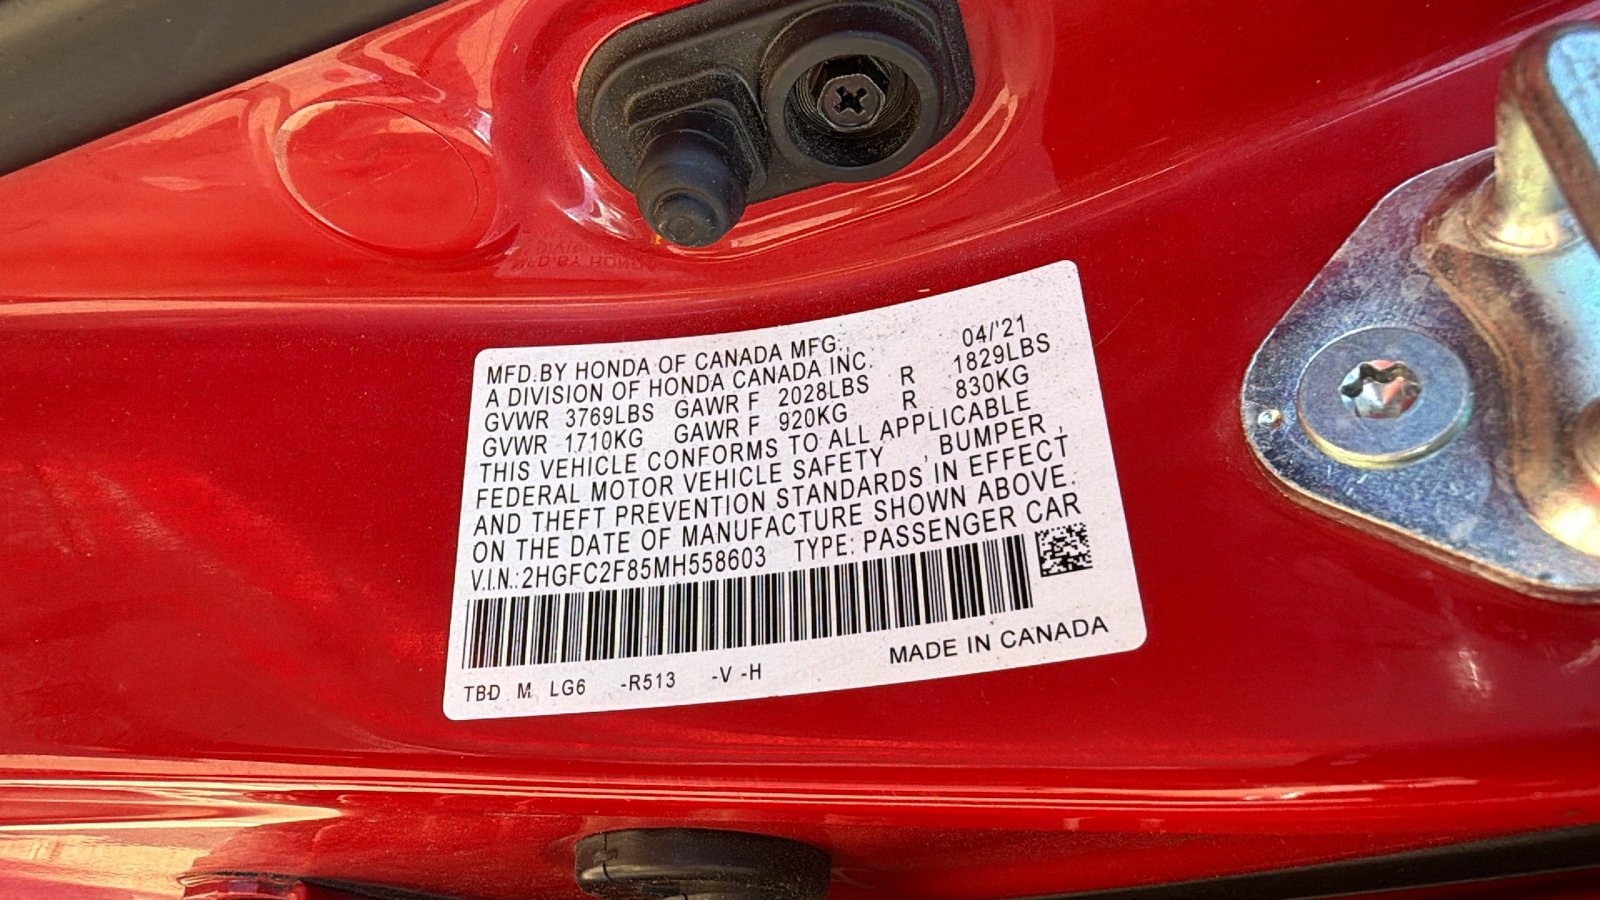 MFD.BY HONDA OF CANADA MFG., 04/'21
A DIVISION OF HONDA CANADA INC.
GVWR 3769LBS GAWR F 2028LBS R 1829LBS
GVWR 1710KG GAWR F 920KG R 830KG
THIS VEHICLE CONFORMS TO ALL APPLICABLE
FEDERAL MOTOR VEHICLE SAFETY , BUMPER ,
AND THEFT PREVENTION STANDARDS IN EFFECT
ON THE DATE OF MANUFACTURE SHOWN ABOVE.
V.I.N.:2HGFC2F85MH558603 TYPE: PASSENGER CAR
MADE IN CANADA
TBD M LG6 -R513 -V -H